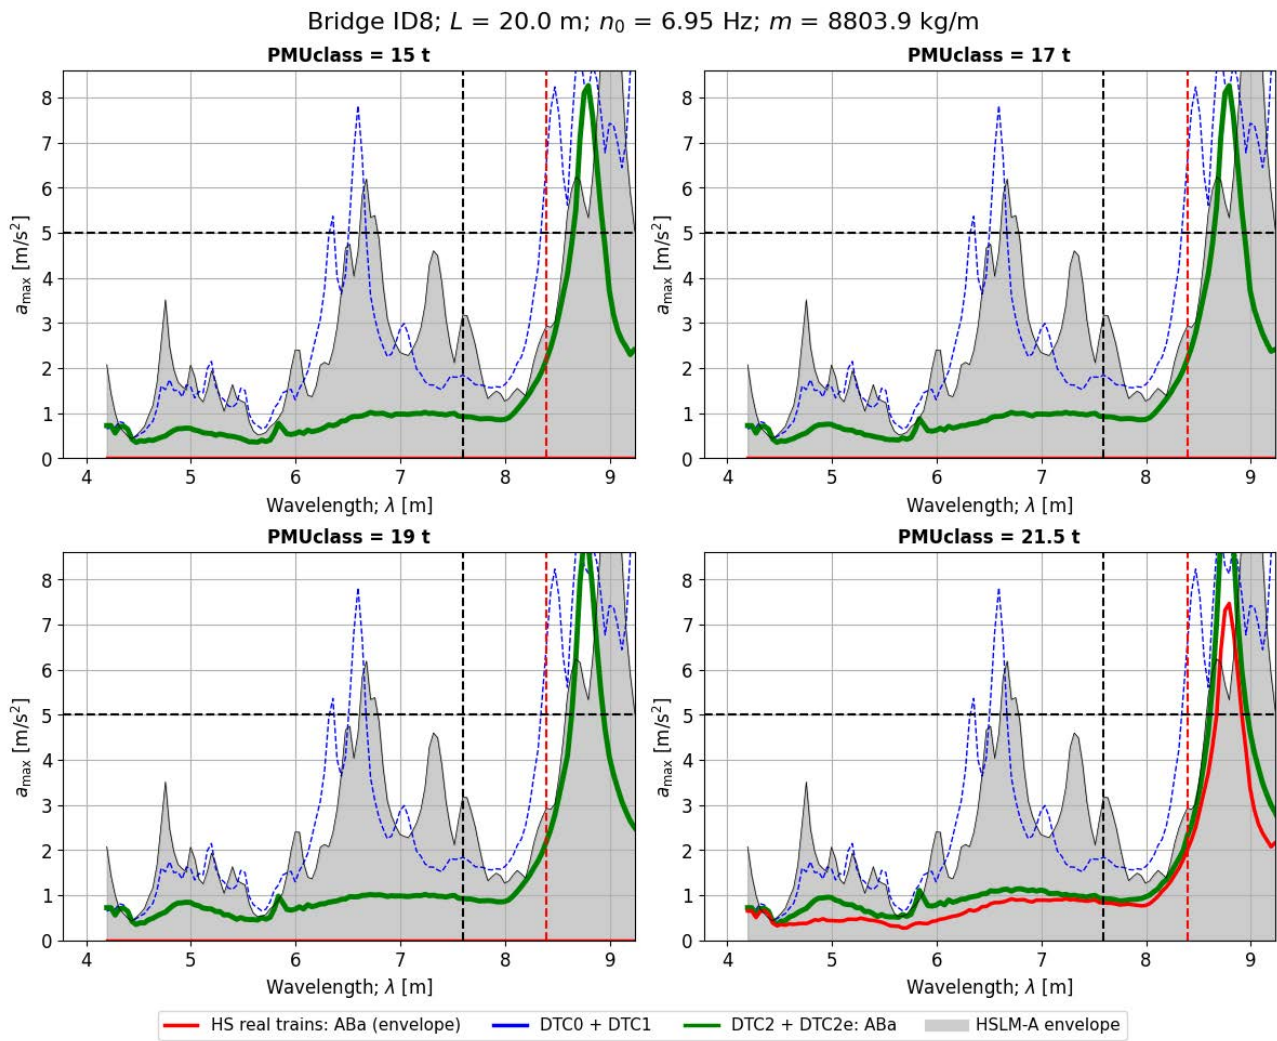 Bridge ID8; L = 20.0 m; n₀ = 6.95 Hz; m = 8803.9 kg/m
PMUclass = 15 t
8
7
6
5
4
3
2
1
0
a_max [m/s²]
4 5 6 7 8 9
Wavelength; λ [m]
PMUclass = 17 t
8
7
6
5
4
3
2
1
0
a_max [m/s²]
4 5 6 7 8 9
Wavelength; λ [m]
PMUclass = 19 t
8
7
6
5
4
3
2
1
0
a_max [m/s²]
4 5 6 7 8 9
Wavelength; λ [m]
PMUclass = 21.5 t
8
7
6
5
4
3
2
1
0
a_max [m/s²]
4 5 6 7 8 9
Wavelength; λ [m]
HS real trains: ABa (envelope) DTC0 + DTC1 DTC2 + DTC2e: ABa HSLM-A envelope